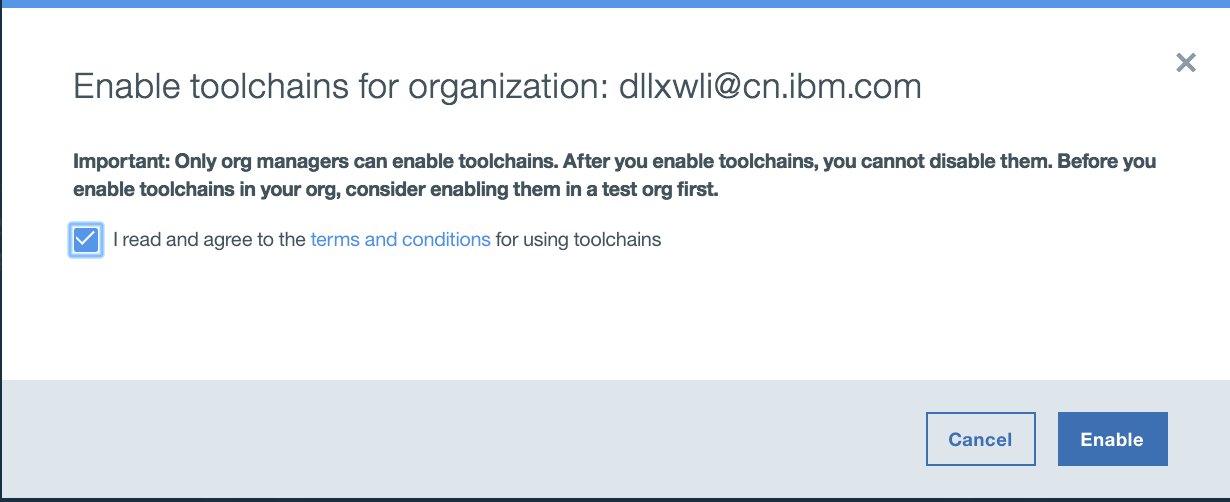 Enable toolchains for organization: dllxwli@cn.ibm.com
Important: Only org managers can enable toolchains. After you enable toolchains, you cannot disable them. Before you
enable toolchains in your org, consider enabling them in a test org first.
I read and agree to the terms and conditions for using toolchains
Cancel
Enable